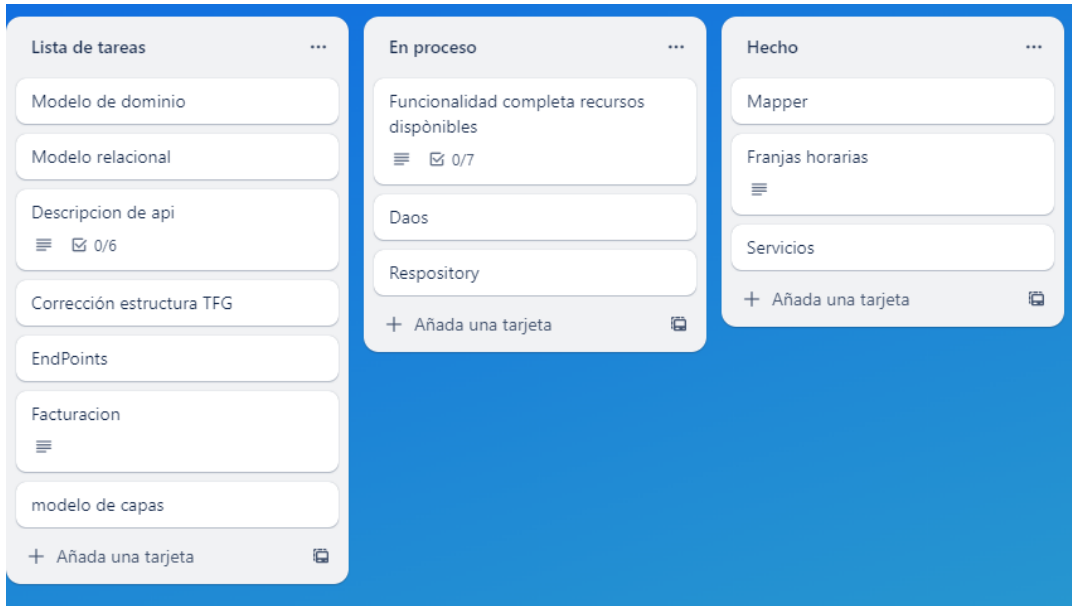 Lista de tareas
Modelo de dominio
Modelo relacional
Descripcion de api
0/6
Corrección estructura TFG
EndPoints
Facturacion
modelo de capas
+ Añada una tarjeta
En proceso
Funcionalidad completa recursos
dispònibles
0/7
Daos
Respository
+ Añada una tarjeta
Hecho
Mapper
Franjas horarias
Servicios
+ Añada una tarjeta